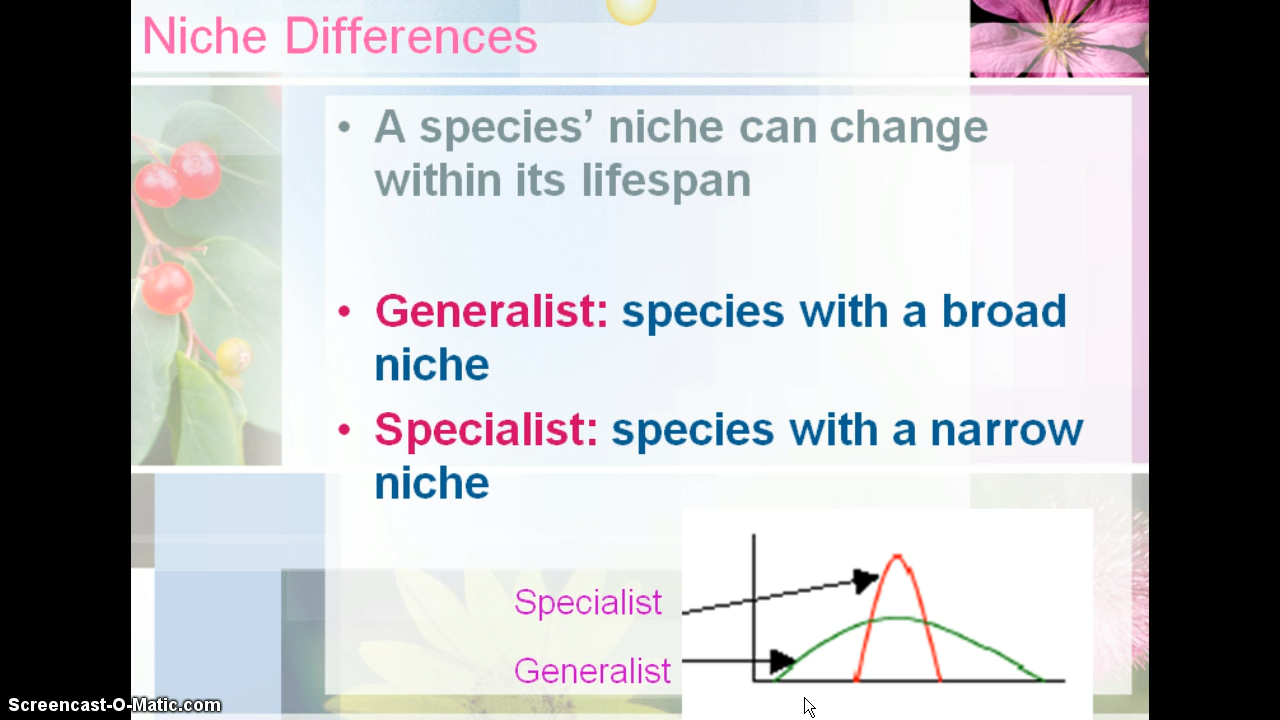 Niche Differences
• A species’ niche can change
within its lifespan
• Generalist: species with a broad
niche
• Specialist: species with a narrow
niche
Specialist
Generalist
Screencast-O-Matic.com